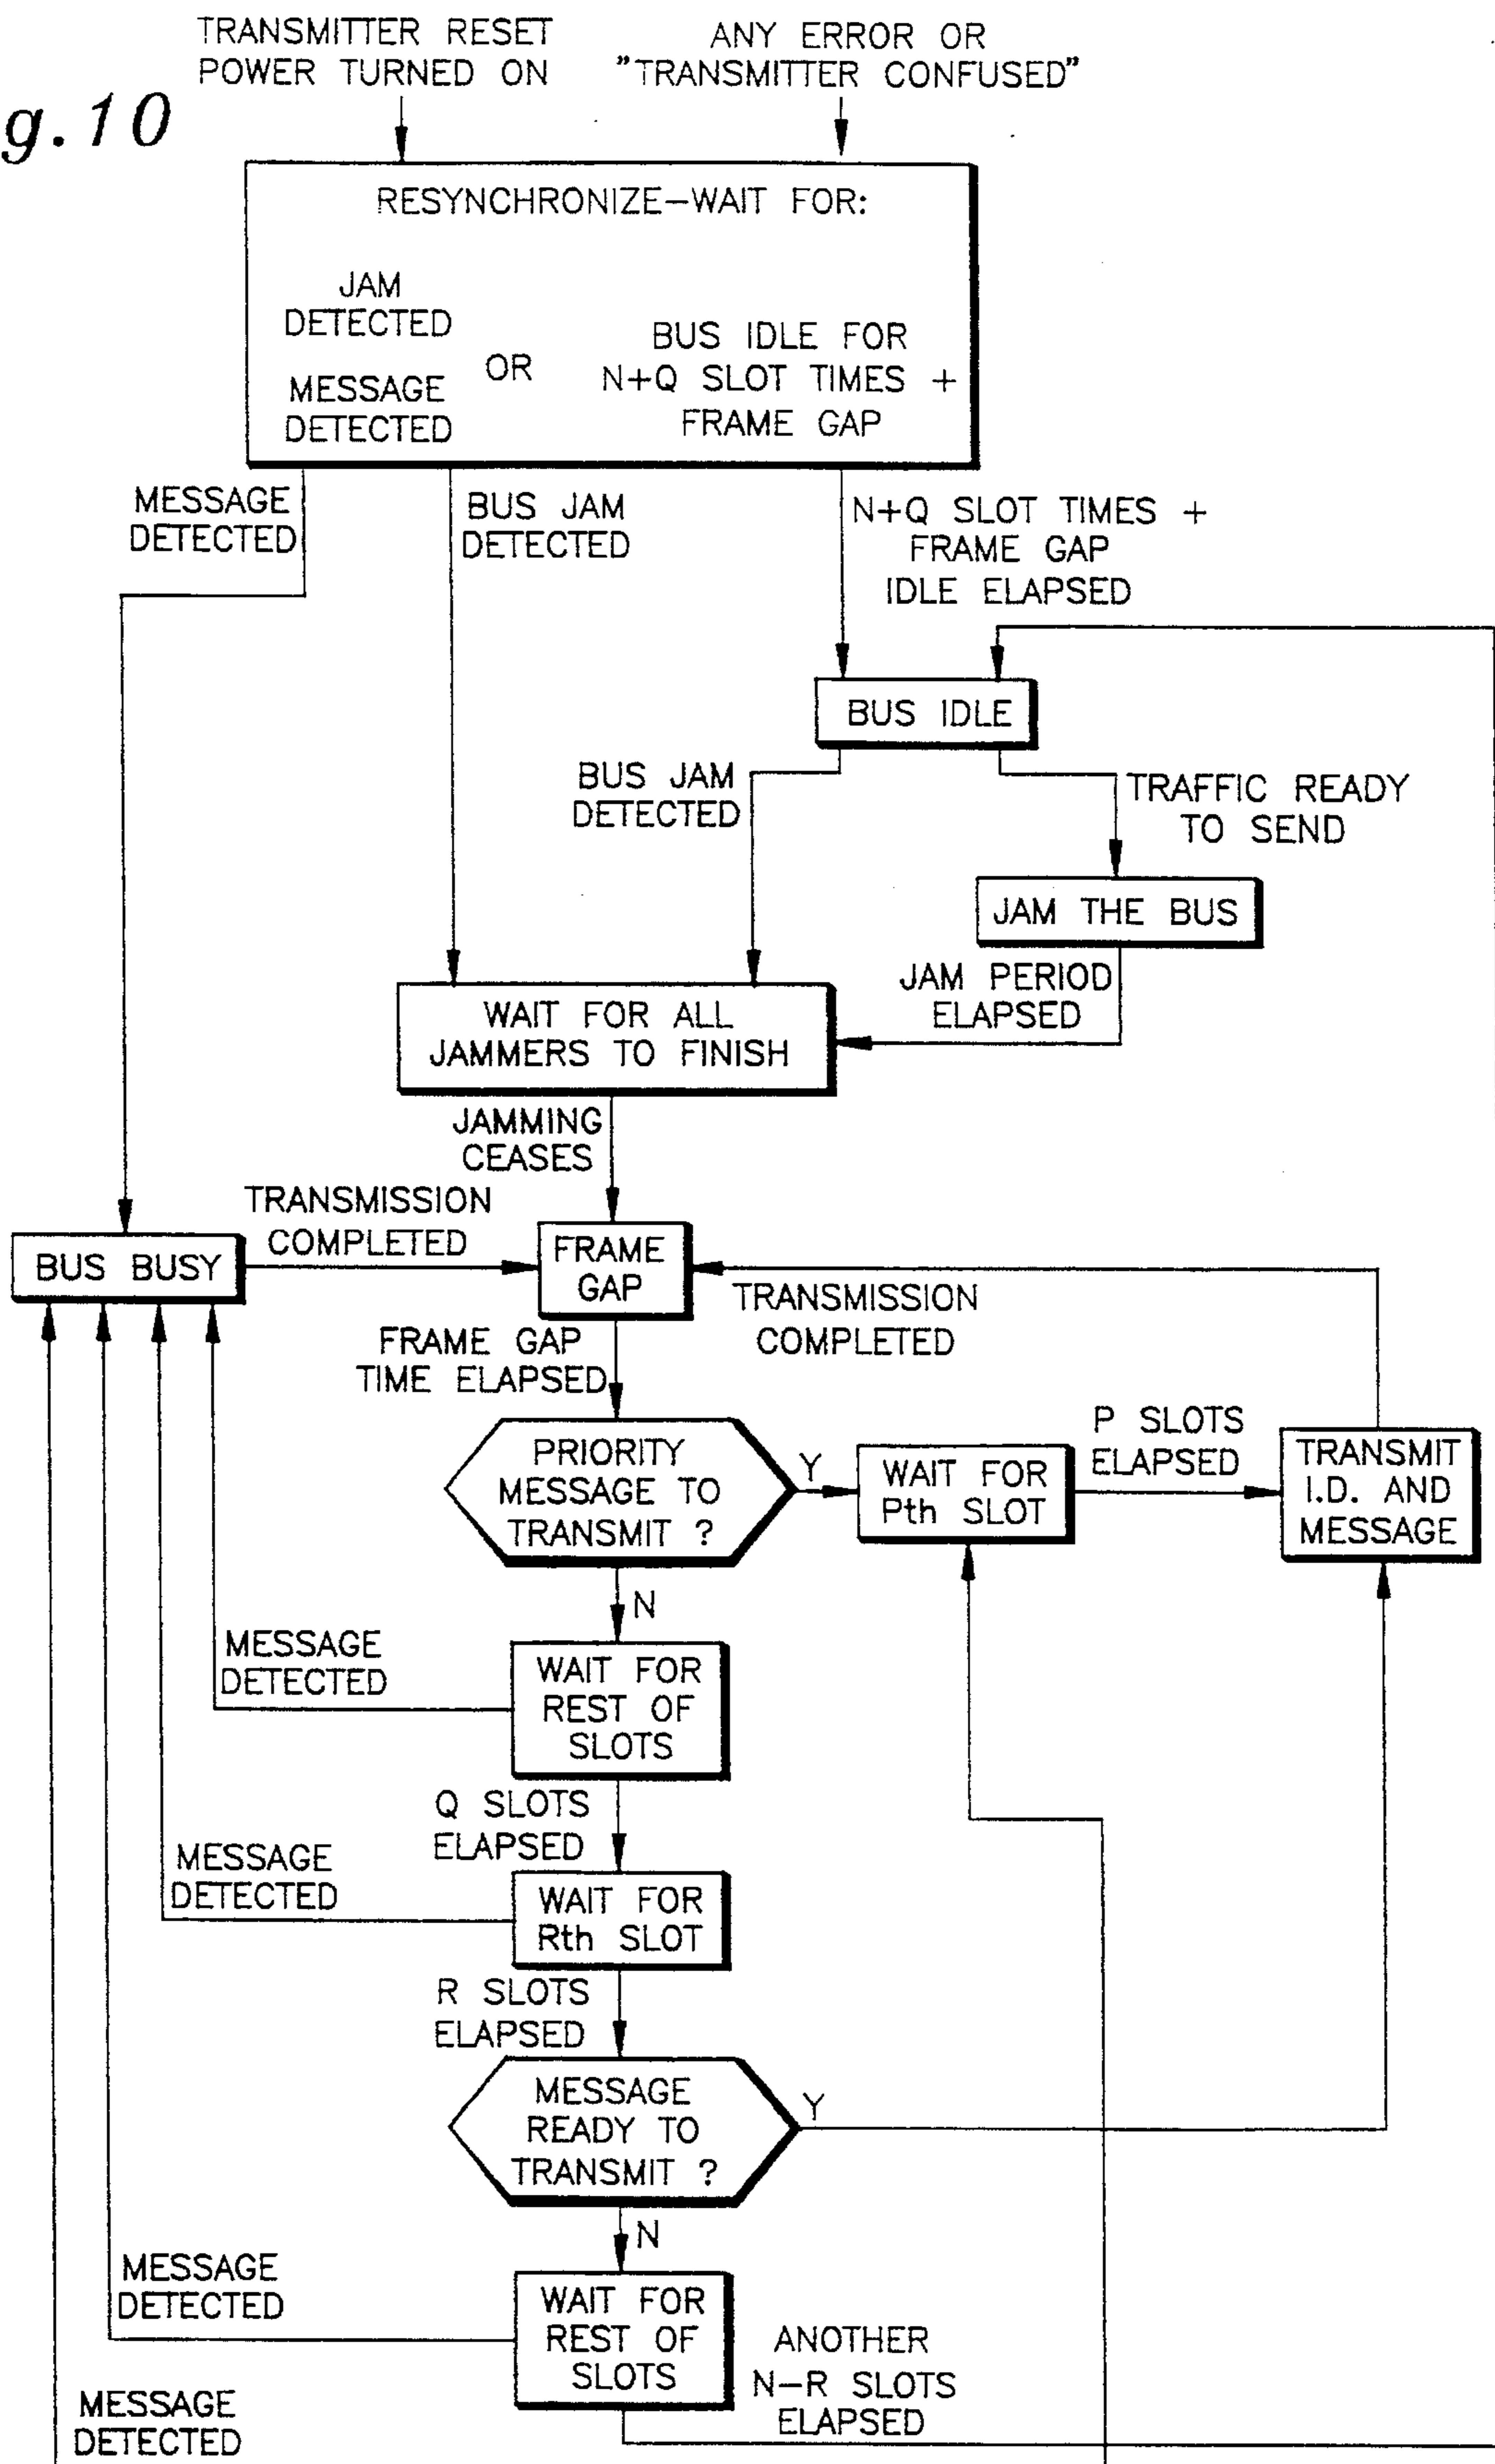 TRANSMITTER RESET
POWER TURNED ON
ANY ERROR OR
"TRANSMITTER CONFUSED"
g.10
RESYNCHRONIZE-WAIT FOR:
JAM
DETECTED
MESSAGE
DETECTED
OR
BUS IDLE FOR
N+Q SLOT TIMES +
FRAME GAP
MESSAGE
DETECTED
BUS JAM
DETECTED
N+Q SLOT TIMES +
FRAME GAP
IDLE ELAPSED
BUS IDLE
BUS JAM
DETECTED
TRAFFIC READY
TO SEND
JAM THE BUS
JAM PERIOD
ELAPSED
WAIT FOR ALL
JAMMERS TO FINISH
JAMMING
CEASES
TRANSMISSION
COMPLETED
BUS BUSY
FRAME
GAP
TRANSMISSION
COMPLETED
FRAME GAP
TIME ELAPSED
PRIORITY
MESSAGE TO
TRANSMIT ?
Y
WAIT FOR
Pth SLOT
P SLOTS
ELAPSED
TRANSMIT
I.D. AND
MESSAGE
N
MESSAGE
DETECTED
WAIT FOR
REST OF
SLOTS
Q SLOTS
ELAPSED
MESSAGE
DETECTED
WAIT FOR
Rth SLOT
R SLOTS
ELAPSED
MESSAGE
READY TO
TRANSMIT ?
Y
N
MESSAGE
DETECTED
WAIT FOR
REST OF
SLOTS
ANOTHER
N-R SLOTS
ELAPSED
MESSAGE
DETECTED